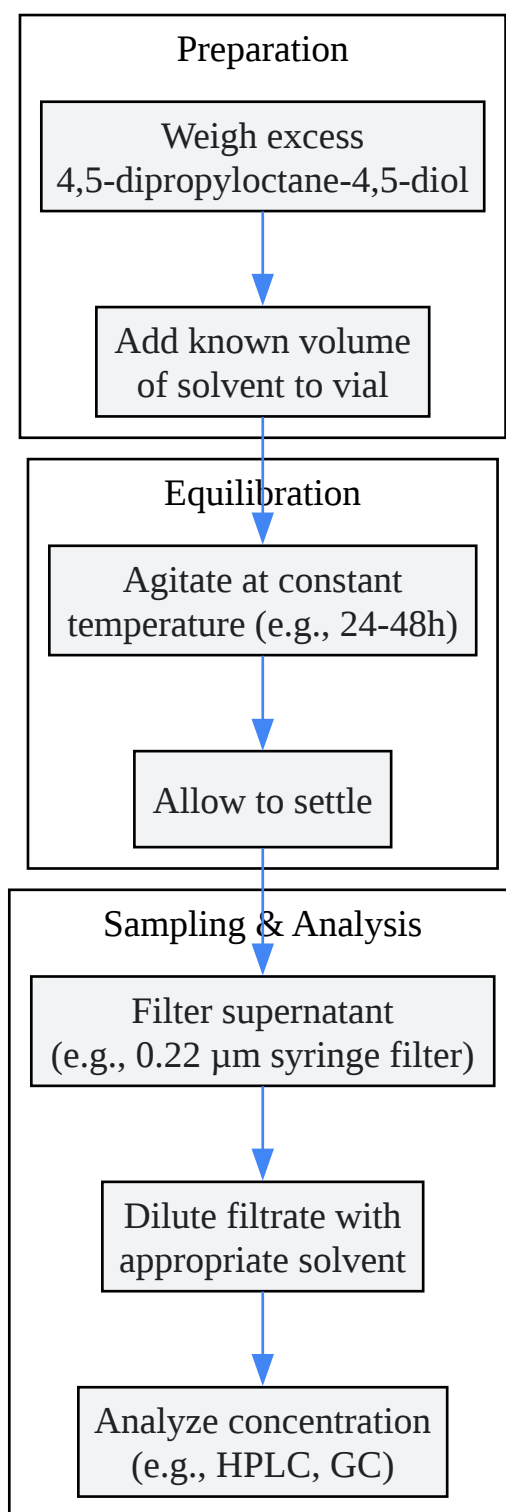 Preparation
Weigh excess
4,5-dipropyloctane-4,5-diol
Add known volume
of solvent to vial
Equilibration
Agitate at constant
temperature (e.g., 24-48h)
Allow to settle
Sampling & Analysis
Filter supernatant
(e.g., 0.22 µm syringe filter)
Dilute filtrate with
appropriate solvent
Analyze concentration
(e.g., HPLC, GC)